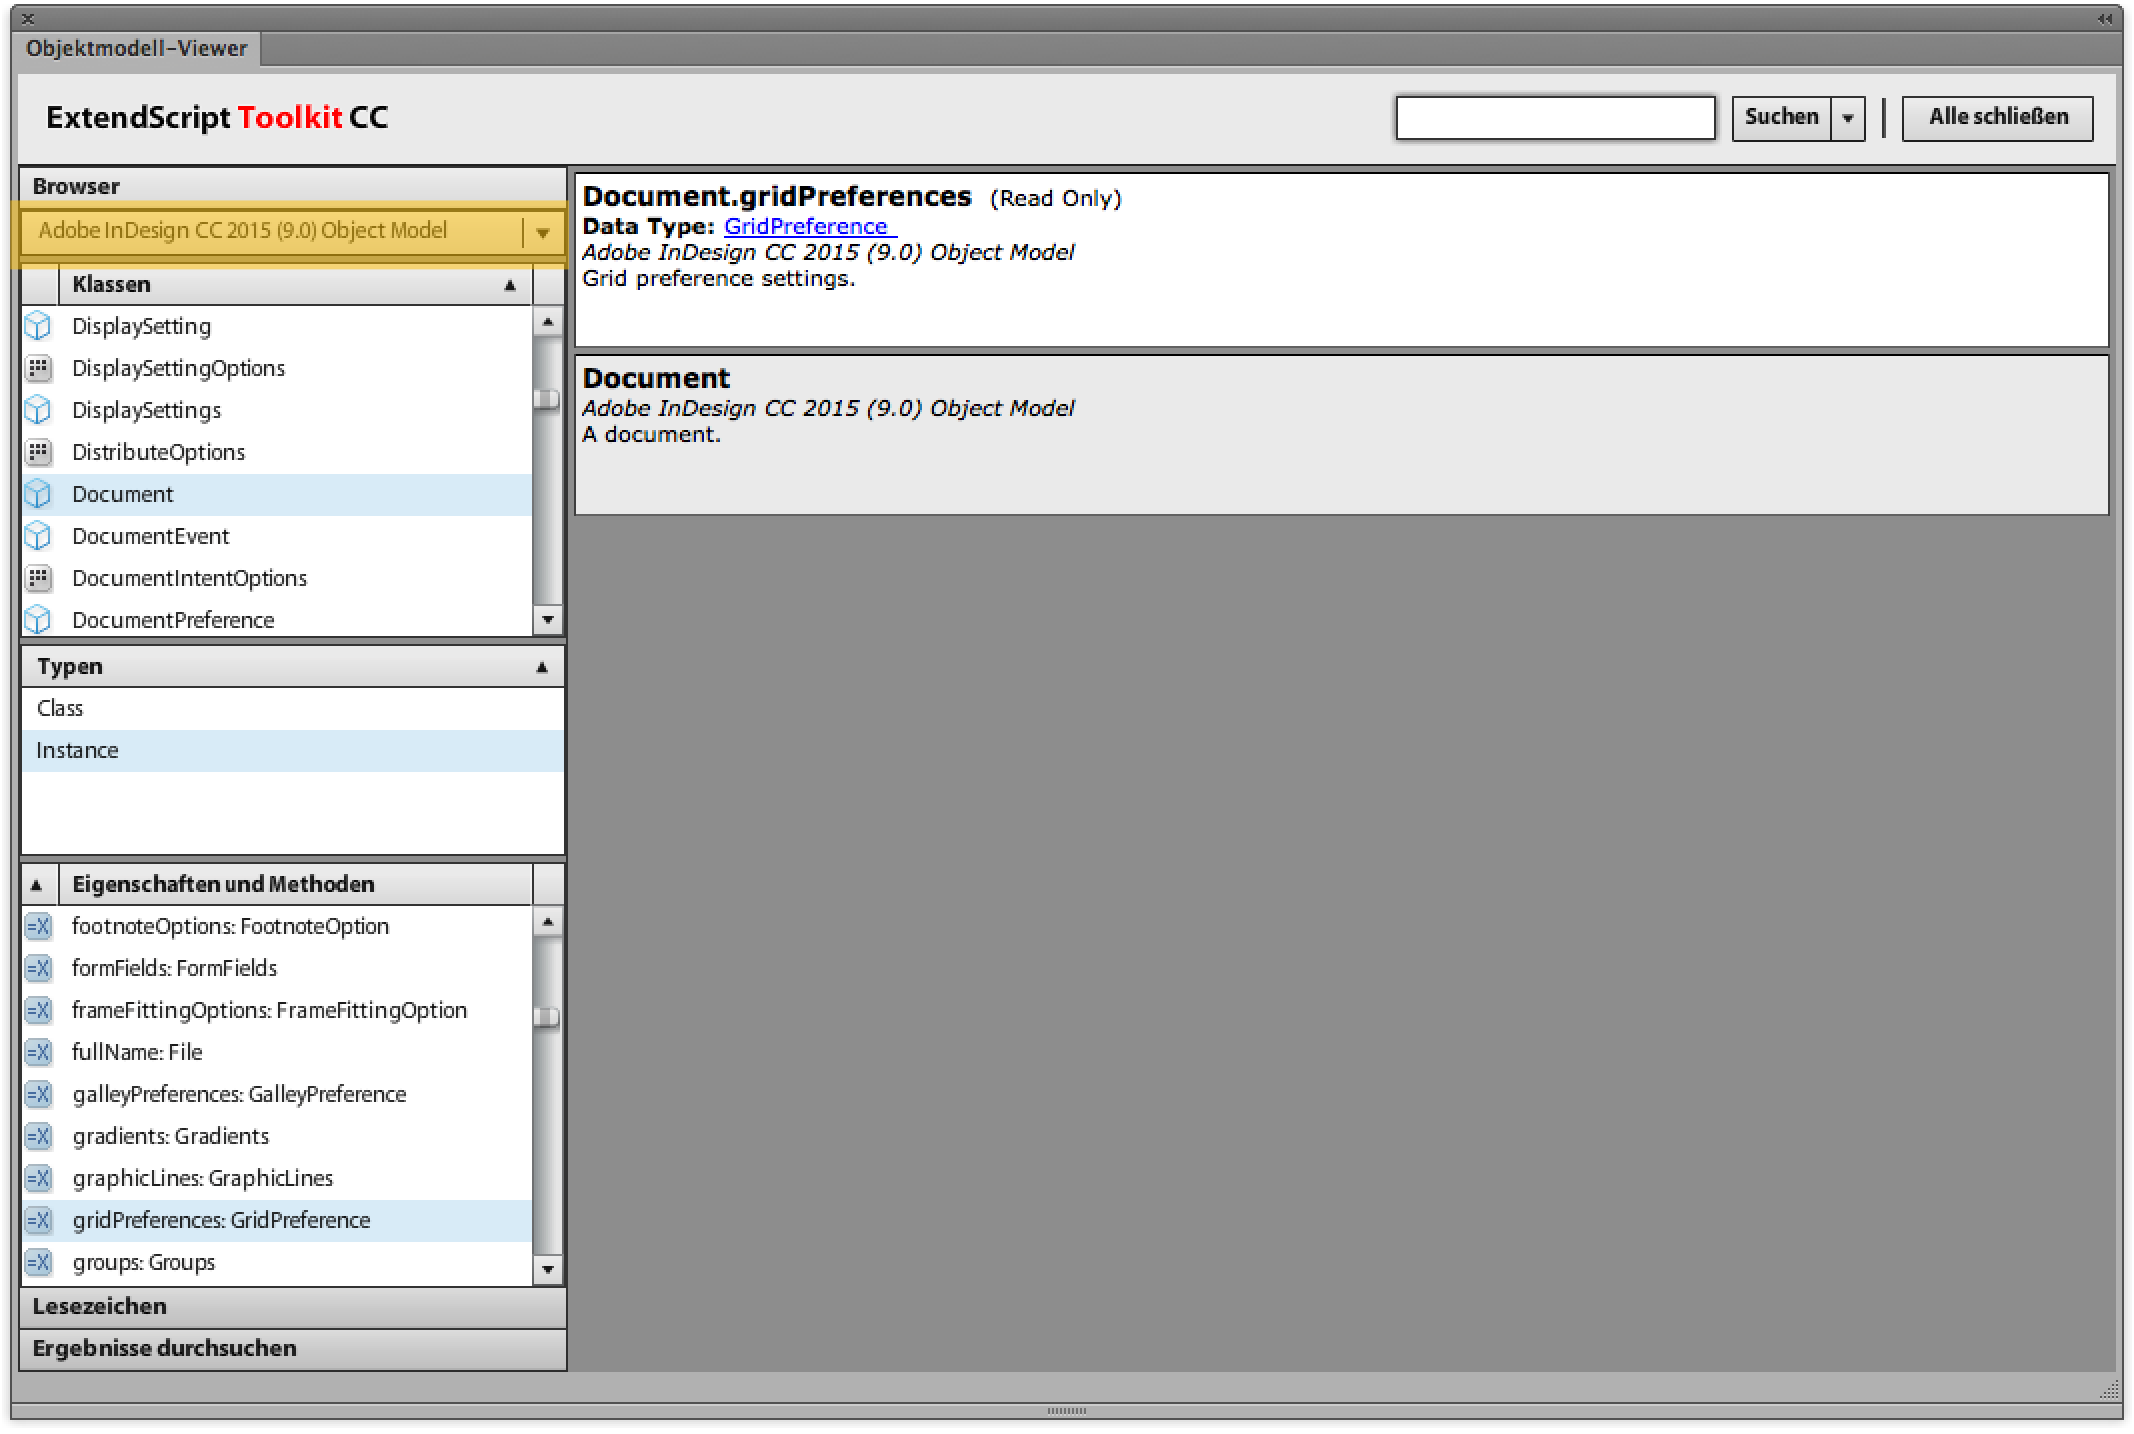 Objektmodell-Viewer
ExtendScript Toolkit CC
Suchen
Alle schließen
Browser
Adobe InDesign CC 2015 (9.0) Object Model
Klassen
DisplaySetting
DisplaySettingOptions
DisplaySettings
DistributeOptions
Document
DocumentEvent
DocumentIntentOptions
DocumentPreference
Typen
Class
Instance
Eigenschaften und Methoden
=X footnoteOptions: FootnoteOption
=X formFields: FormFields
=X frameFittingOptions: FrameFittingOption
=X fullName: File
=X galleyPreferences: GalleyPreference
=X gradients: Gradients
=X graphicLines: GraphicLines
=X gridPreferences: GridPreference
=X groups: Groups
Lesezeichen
Ergebnisse durchsuchen
Document.gridPreferences (Read Only)
Data Type: GridPreference
Adobe InDesign CC 2015 (9.0) Object Model
Grid preference settings.
Document
Adobe InDesign CC 2015 (9.0) Object Model
A document.